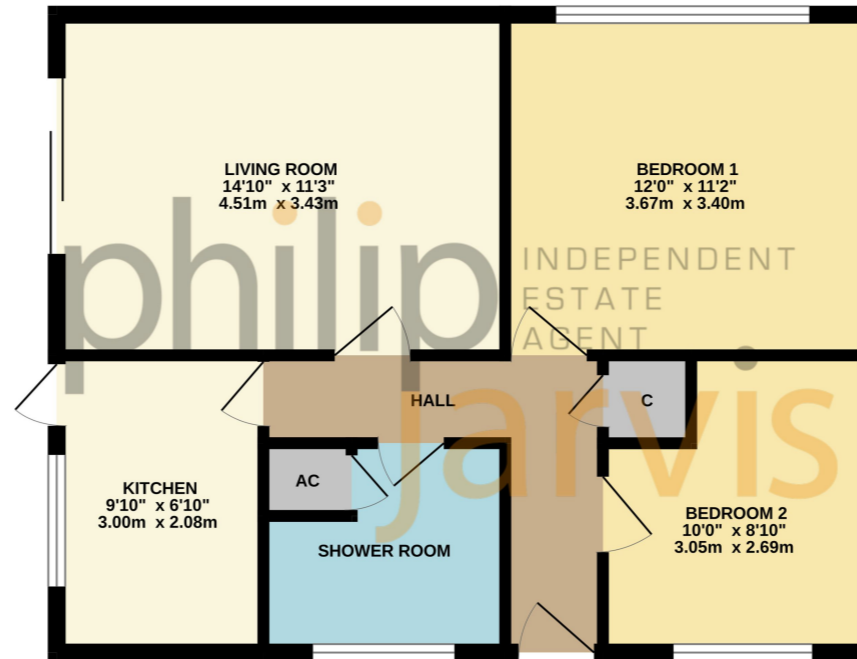 LIVING ROOM
14'10" x 11'3"
4.51m x 3.43m
BEDROOM 1
12'0" x 11'2"
3.67m x 3.40m
philip
INDEPENDENT
ESTATE
AGENT
jarvis
HALL
C
AC
KITCHEN
9'10" x 6'10"
3.00m x 2.08m
SHOWER ROOM
BEDROOM 2
10'0" x 8'10"
3.05m x 2.69m